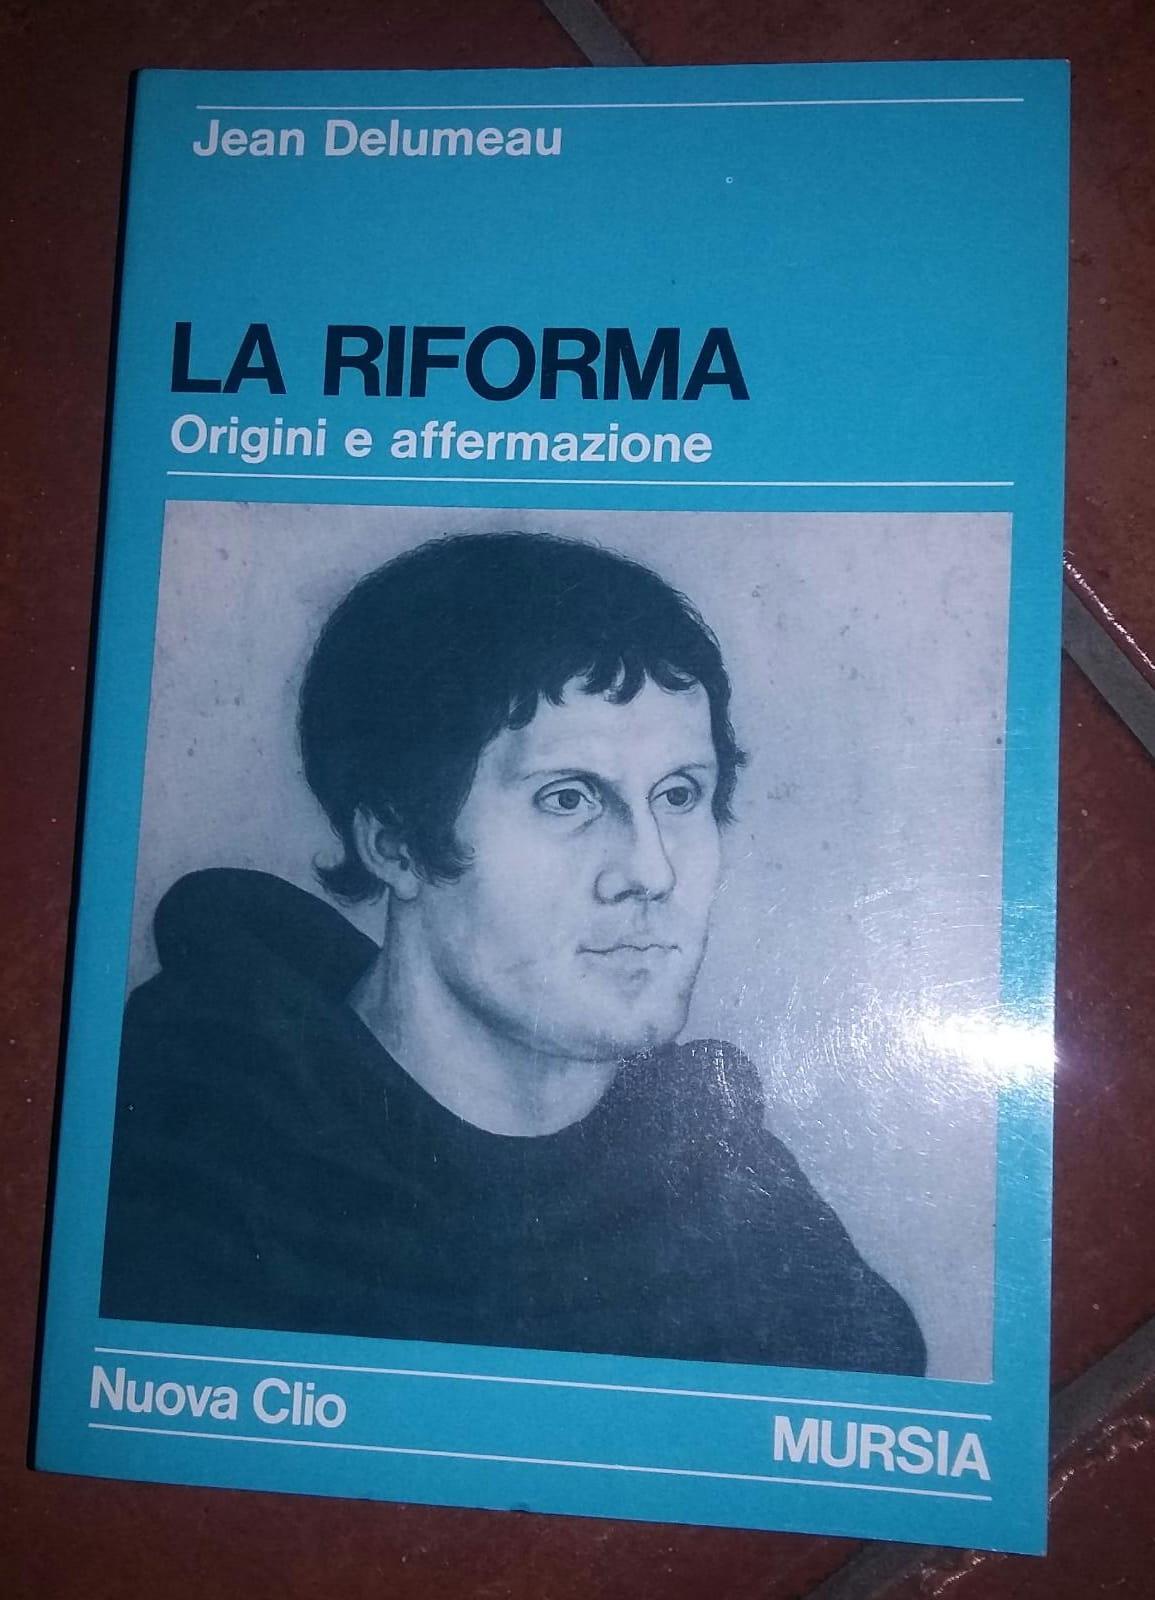 Jean Delumeau
LA RIFORMA
Origini e affermazione
Nuova Clio
MURSIA